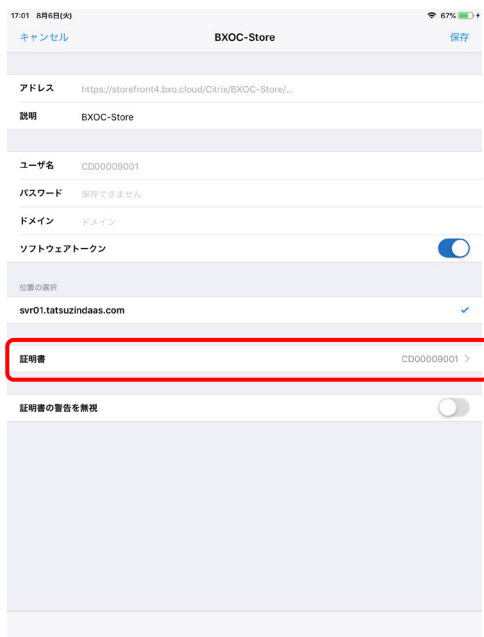 17:01 8月6日(火) 67%
キャンセル BXOC-Store 保存
アドレス https://storefront4.bxo.cloud/Citrix/BXOC-Store/...
説明 BXOC-Store
ユーザ名 CD00009001
パスワード 保存できません
ドメイン ドメイン
ソフトウェアトークン
位置の選択
svr01.tatsuzindaas.com
証明書 CD00009001 >
証明書の警告を無視